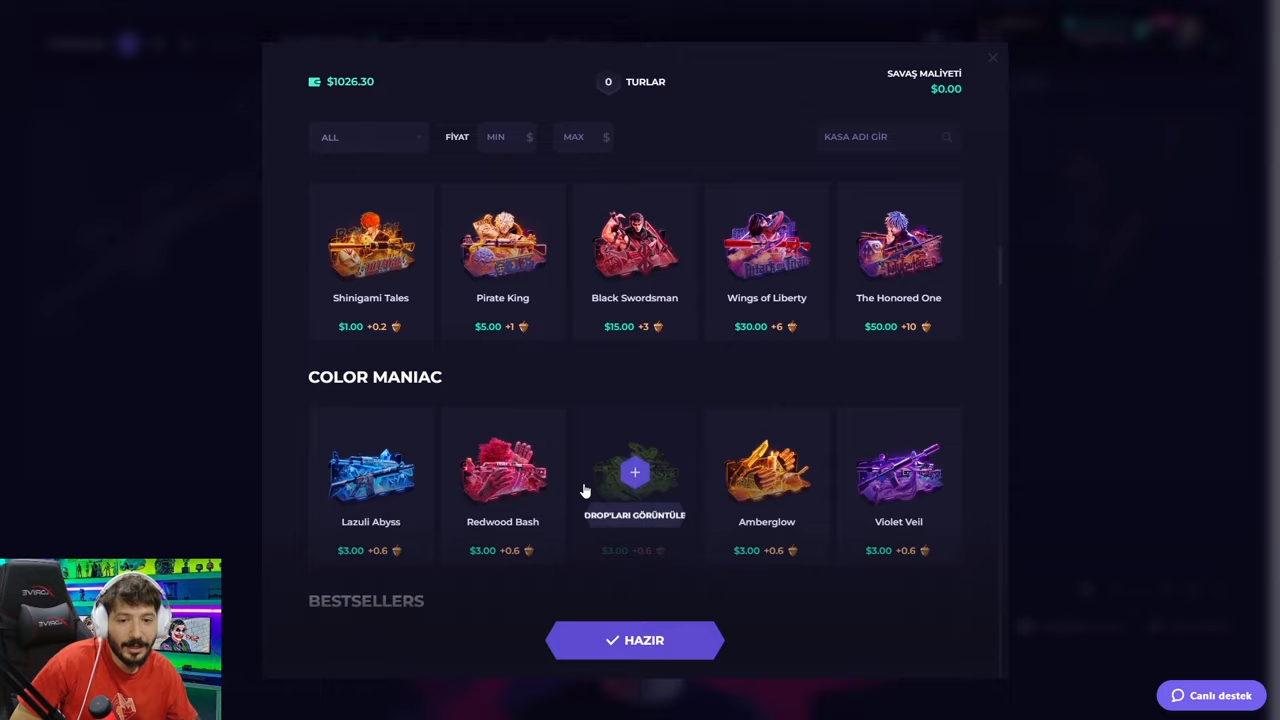 $1026.30
0 TURLAR
SAVAŞ MALİYETİ
$0.00
ALL
FİYAT
MIN $
MAX $
KASA ADI GİR
Shinigami Tales
Pirate King
Black Swordsman
Wings of Liberty
The Honored One
$1.00 +0.2
$5.00 +1
$15.00 +3
$30.00 +6
$50.00 +10
COLOR MANIAC
DROP'LARI GÖRÜNTÜLE
Lazuli Abyss
Redwood Bash
Amberglow
Violet Veil
$3.00 +0.6
$3.00 +0.6
$3.00 +0.6
$3.00 +0.6
$3.00 +0.6
BESTSELLERS
HAZIR
Canlı destek